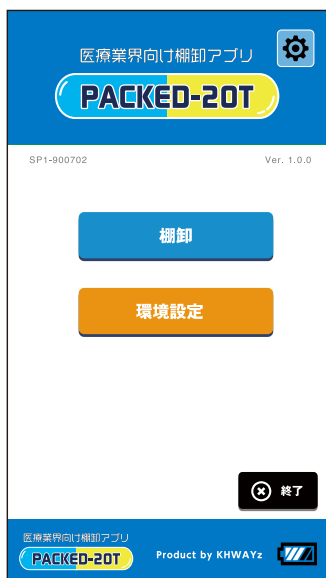 医療業界向け棚卸アプリ
PACKED-20T
SP1-900702
Ver. 1.0.0
棚卸
環境設定
終了
医療業界向け棚卸アプリ
PACKED-20T
Product by KHWAYz